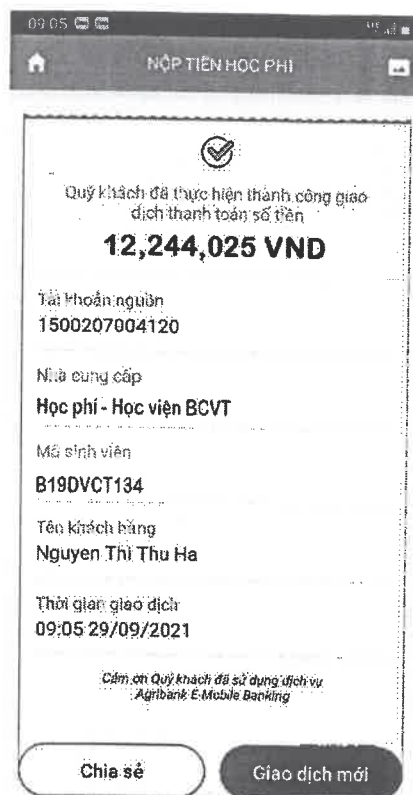 09:05
NỘP TIỀN HỌC PHÍ
Quý khách đã thực hiện thành công giao
dịch thanh toán số tiền
12,244,025 VND
Tài khoản nguồn
1500207004120
Nhà cung cấp
Học phí - Học viện BCVT
Mã sinh viên
B19DVCT134
Tên khách hàng
Nguyen Thi Thu Ha
Thời gian giao dịch
09:05 29/09/2021
Cảm ơn Quý khách đã sử dụng dịch vụ
Agribank E-Mobile Banking
Chia sẻ
Giao dịch mới